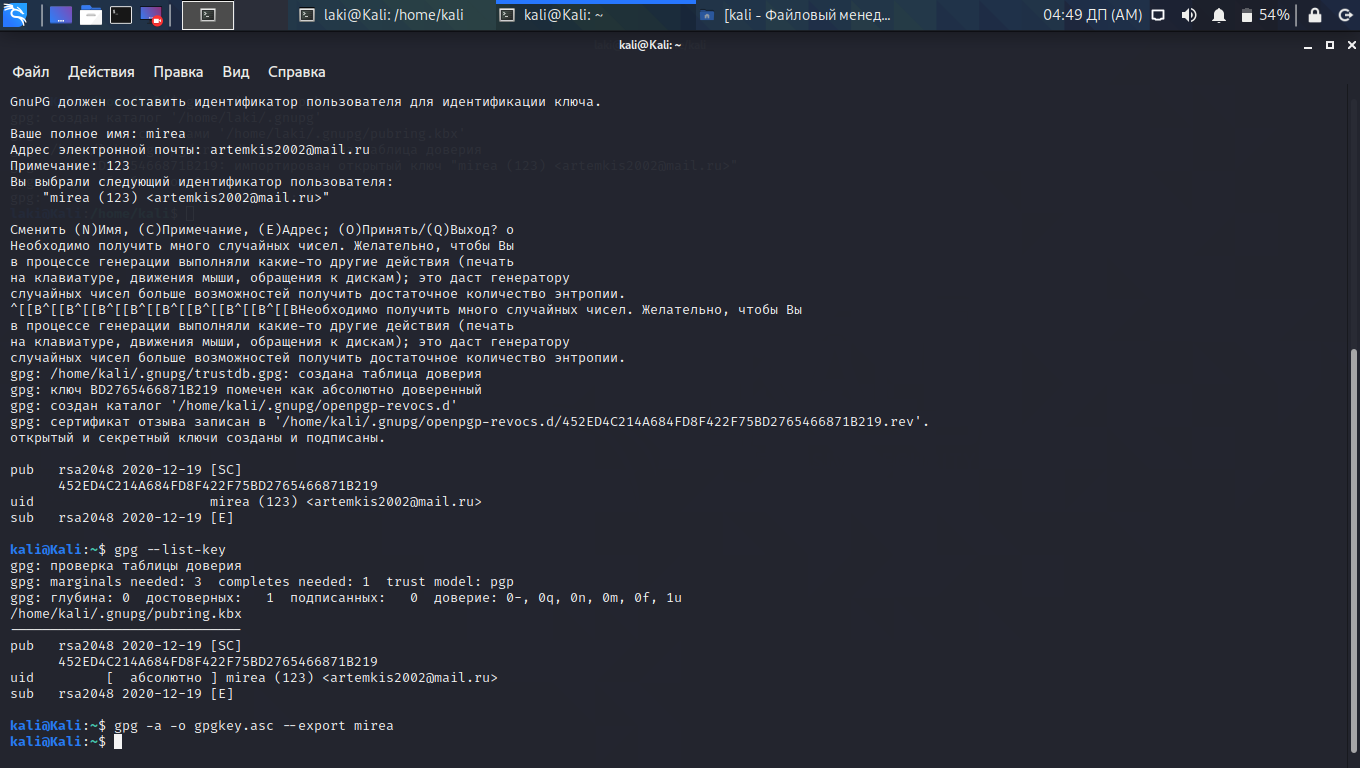 laki@Kali: /home/kali
kali@Kali: ~
[kali - Файловый менед...
04:49 ДП (AM)
54%
kali@Kali: ~
Файл Действия Правка Вид Справка
GnuPG должен составить идентификатор пользователя для идентификации ключа.
Ваше полное имя: mirea
Адрес электронной почты: artemkis2002@mail.ru
Примечание: 123
Вы выбрали следующий идентификатор пользователя:
"mirea (123) <artemkis2002@mail.ru>"
Сменить (N)Имя, (C)Примечание, (E)Адрес; (O)Принять/(Q)Выход? o
Необходимо получить много случайных чисел. Желательно, чтобы Вы
в процессе генерации выполняли какие-то другие действия (печать
на клавиатуре, движения мыши, обращения к дискам); это даст генератору
случайных чисел больше возможностей получить достаточное количество энтропии.
^[[B^[[B^[[B^[[B^[[B^[[B^[[B^[[B^[[BНеобходимо получить много случайных чисел. Желательно, чтобы Вы
в процессе генерации выполняли какие-то другие действия (печать
на клавиатуре, движения мыши, обращения к дискам); это даст генератору
случайных чисел больше возможностей получить достаточное количество энтропии.
gpg: /home/kali/.gnupg/trustdb.gpg: создана таблица доверия
gpg: ключ BD2765466871B219 помечен как абсолютно доверенный
gpg: создан каталог '/home/kali/.gnupg/openpgp-revocs.d'
gpg: сертификат отзыва записан в '/home/kali/.gnupg/openpgp-revocs.d/452ED4C214A684FD8F422F75BD2765466871B219.rev'.
открытый и секретный ключи созданы и подписаны.
pub rsa2048 2020-12-19 [SC]
452ED4C214A684FD8F422F75BD2765466871B219
uid mirea (123) <artemkis2002@mail.ru>
sub rsa2048 2020-12-19 [E]
kali@Kali:~$ gpg --list-key
gpg: проверка таблицы доверия
gpg: marginals needed: 3 completes needed: 1 trust model: pgp
gpg: глубина: 0 достоверных: 1 подписанных: 0 доверие: 0-, 0q, 0n, 0m, 0f, 1u
/home/kali/.gnupg/pubring.kbx
-----------------------------
pub rsa2048 2020-12-19 [SC]
452ED4C214A684FD8F422F75BD2765466871B219
uid [ абсолютно ] mirea (123) <artemkis2002@mail.ru>
sub rsa2048 2020-12-19 [E]
kali@Kali:~$ gpg -a -o gpgkey.asc --export mirea
kali@Kali:~$